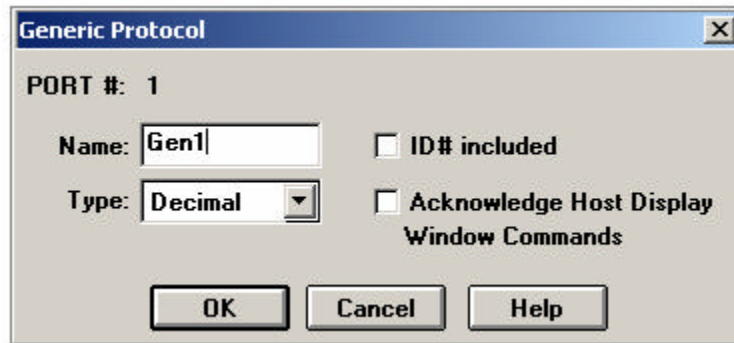 Generic Protocol
PORT #: 1
Name: Gen1
ID# included
Type: Decimal
Acknowledge Host Display
Window Commands
OK Cancel Help